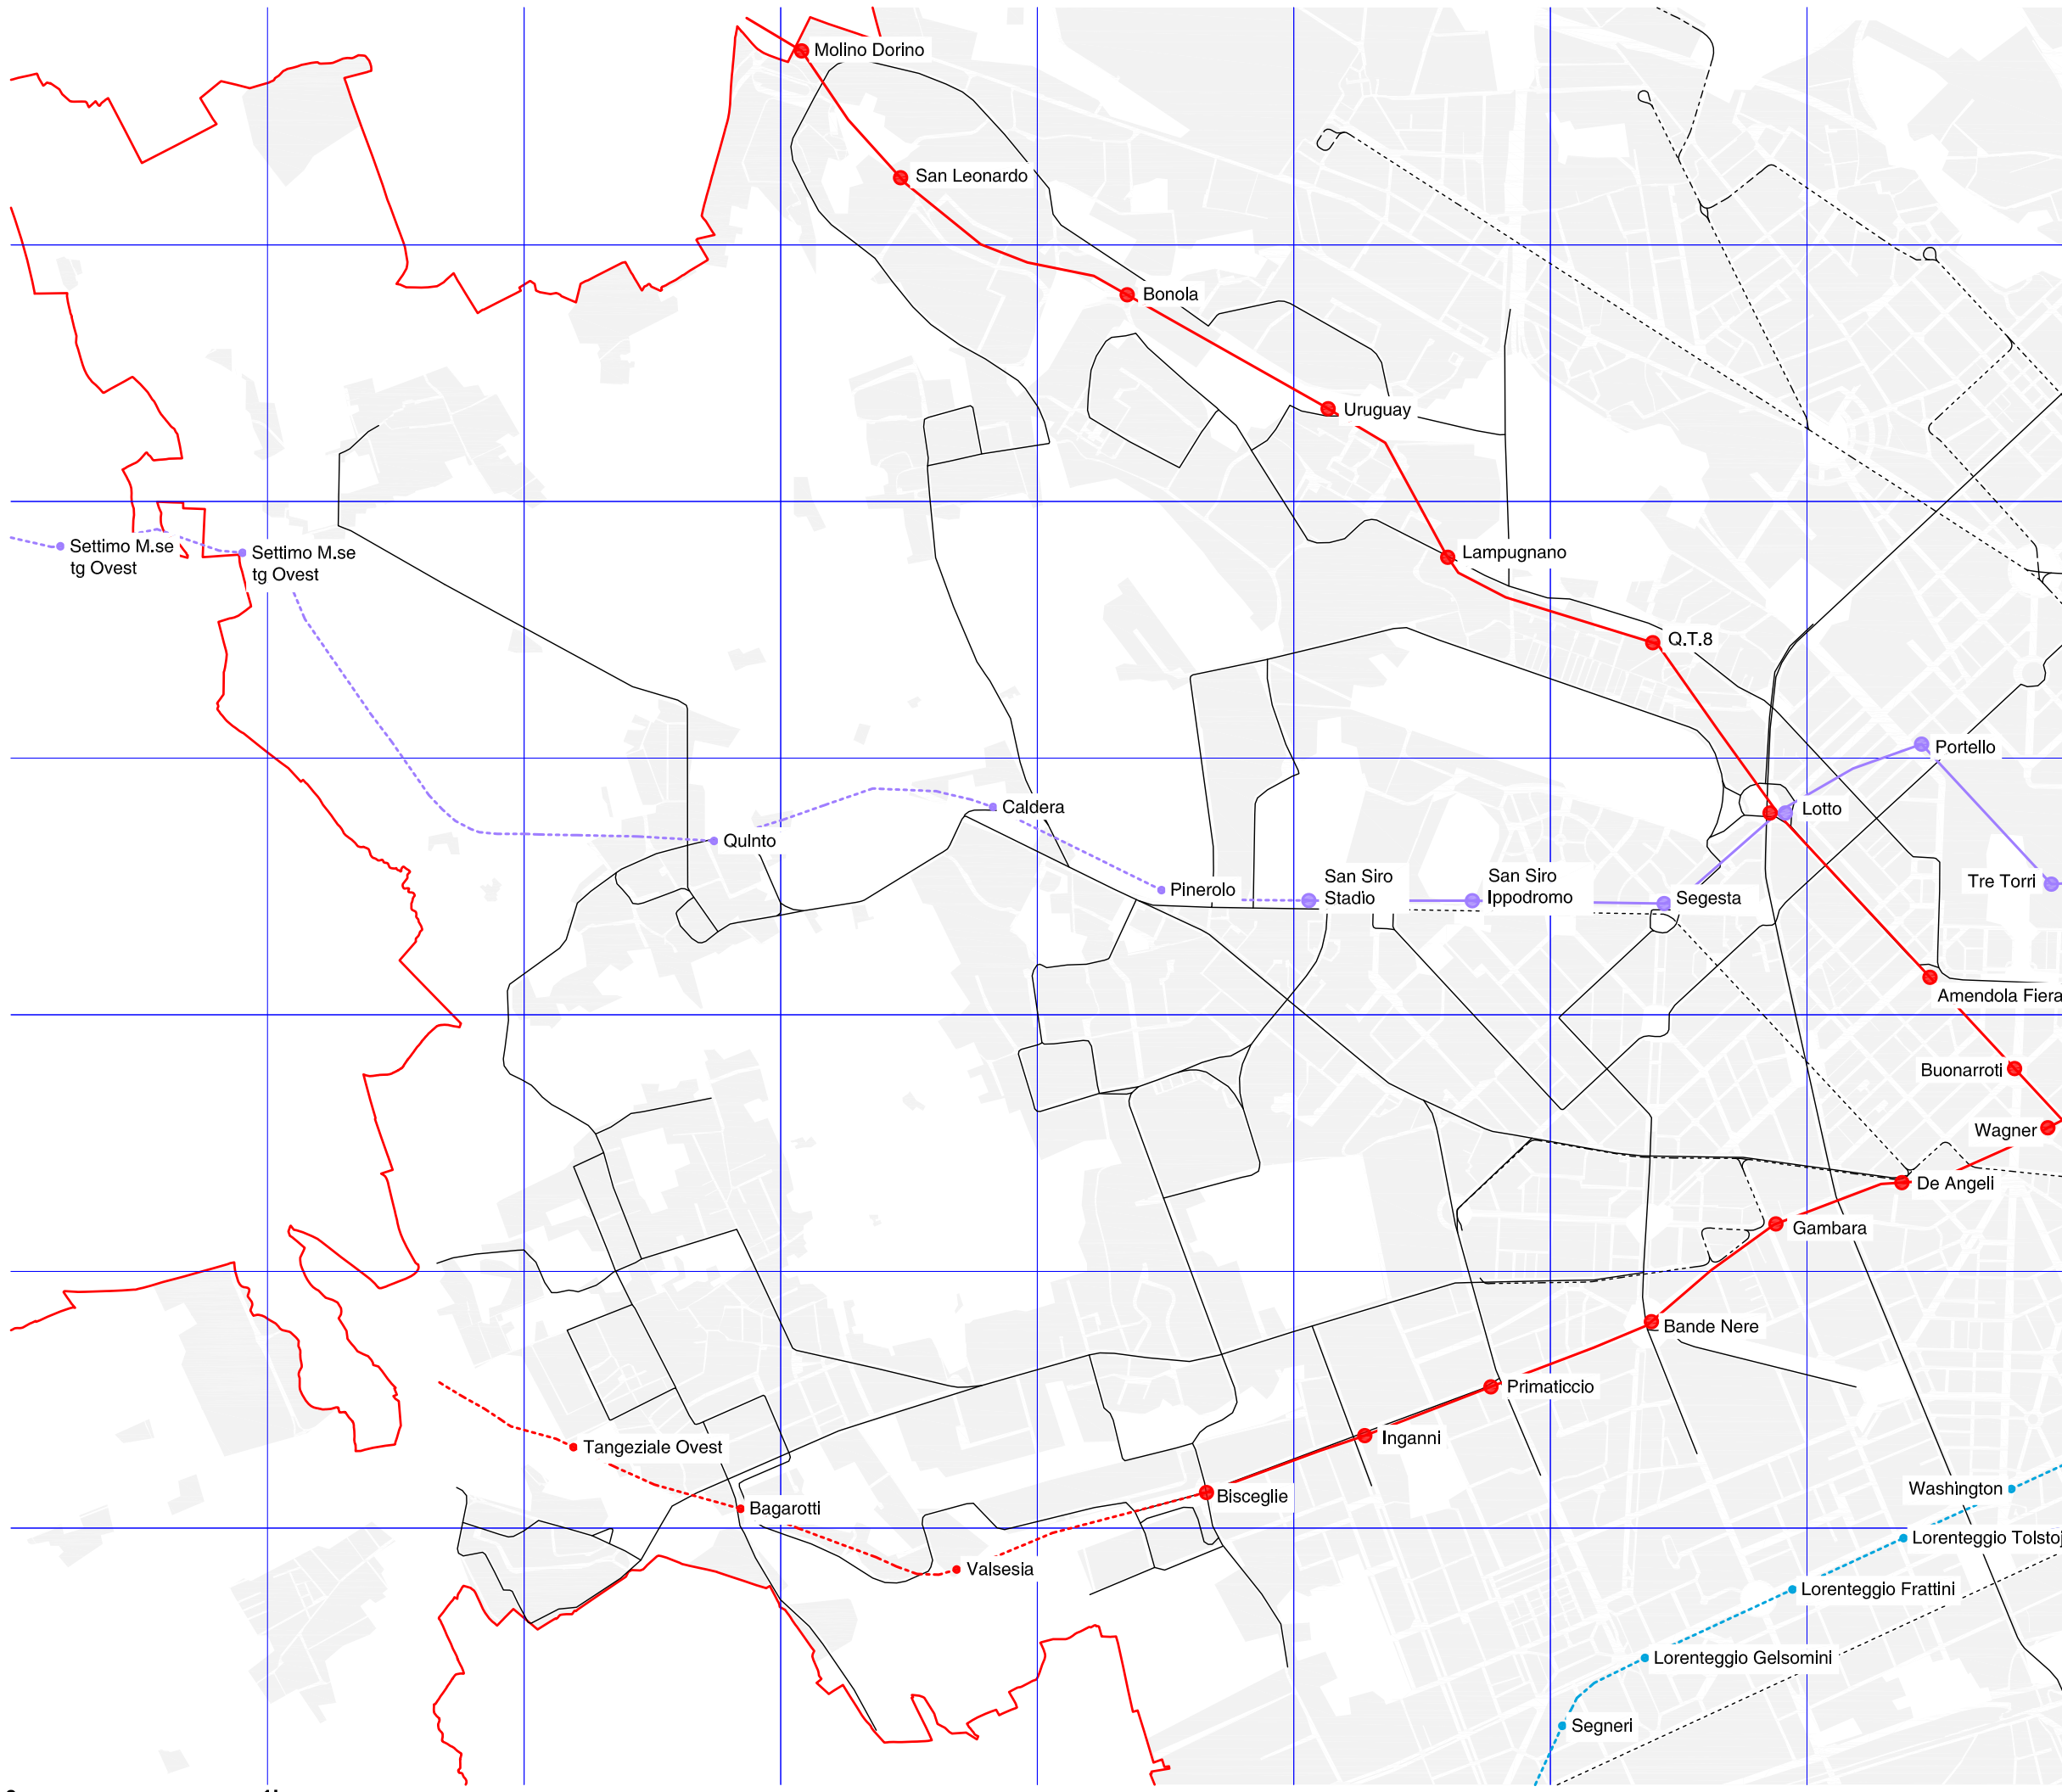 Molino Dorino
San Leonardo
Bonola
Uruguay
Settimo M.se
tg Ovest
Settimo M.se
tg Ovest
Lampugnano
Q.T.8
Portello
Caldera
Lotto
QuInto
Pinerolo
San Siro
Stadio
San Siro
Ippodromo
Segesta
Tre Torri
Amendola Fiera
Buonarroti
Wagner
De Angeli
Gambara
Bande Nere
Primaticcio
Inganni
Tangeziale Ovest
Bisceglie
Bagarotti
Washington
Lorenteggio Tolstoj
Valsesia
Lorenteggio Frattini
Lorenteggio Gelsomini
Segneri